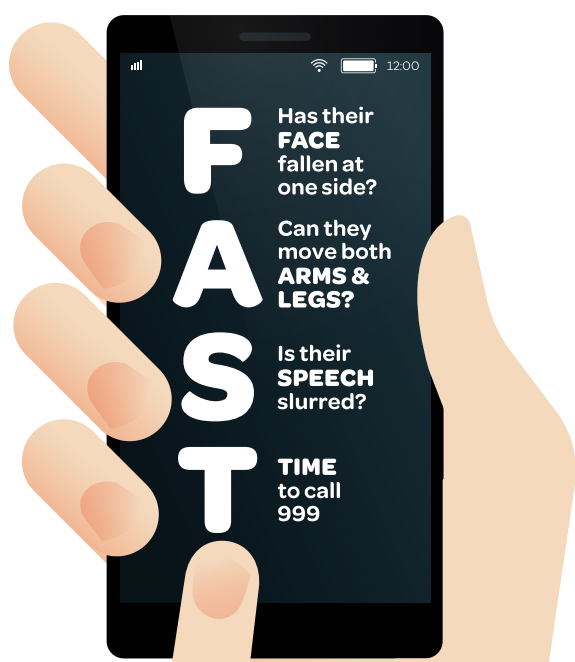 12:00
F
Has their
FACE
fallen at
one side?
A
Can they
move both
ARMS &
LEGS?
S
Is their
SPEECH
slurred?
T
TIME
to call
999